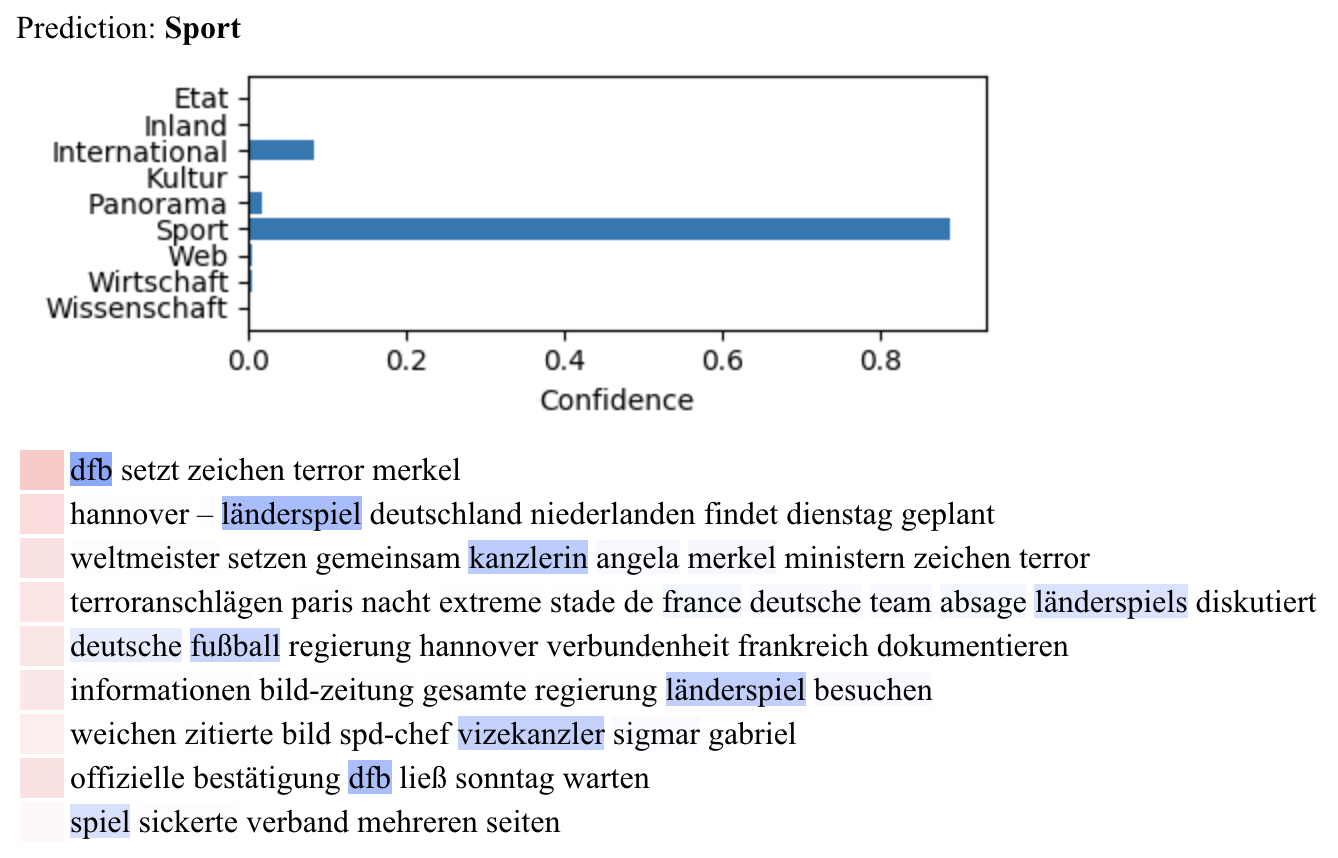 Prediction: Sport
Etat
Inland
International
Kultur
Panorama
Sport
Web
Wirtschaft
Wissenschaft
0.0 0.2 0.4 0.6 0.8
Confidence
dfb setzt zeichen terror merkel
hannover – länderspiel deutschland niederlanden findet dienstag geplant
weltmeister setzen gemeinsam kanzlerin angela merkel ministern zeichen terror
terroranschlägen paris nacht extreme stade de france deutsche team absage länderspiels diskutiert
deutsche fußball regierung hannover verbundenheit frankreich dokumentieren
informationen bild-zeitung gesamte regierung länderspiel besuchen
weichen zitierte bild spd-chef vizekanzler sigmar gabriel
offizielle bestätigung dfb ließ sonntag warten
spiel sickerte verband mehreren seiten